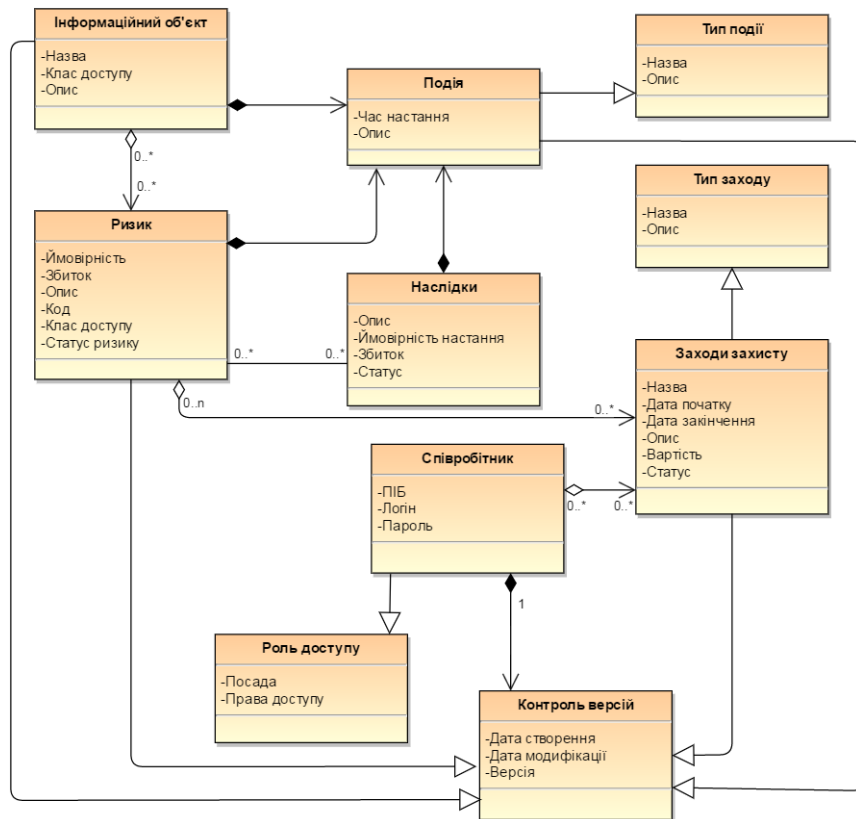 Інформаційний об'єкт
-Назва
-Клас доступу
-Опис
Тип події
-Назва
-Опис
Подія
-Час настання
-Опис
0..*
0..*
Тип заходу
-Назва
-Опис
Ризик
-Ймовірність
-Збиток
-Опис
-Код
-Клас доступу
-Статус ризику
Наслідки
-Опис
-Ймовірність настання
-Збиток
-Статус
0..*
0..*
0..n
0..*
Заходи захисту
-Назва
-Дата початку
-Дата закінчення
-Опис
-Вартість
-Статус
Співробітник
-ПІБ
-Логін
-Пароль
0..*
0..*
1
Роль доступу
-Посада
-Права доступу
Контроль версій
-Дата створення
-Дата модифікації
-Версія